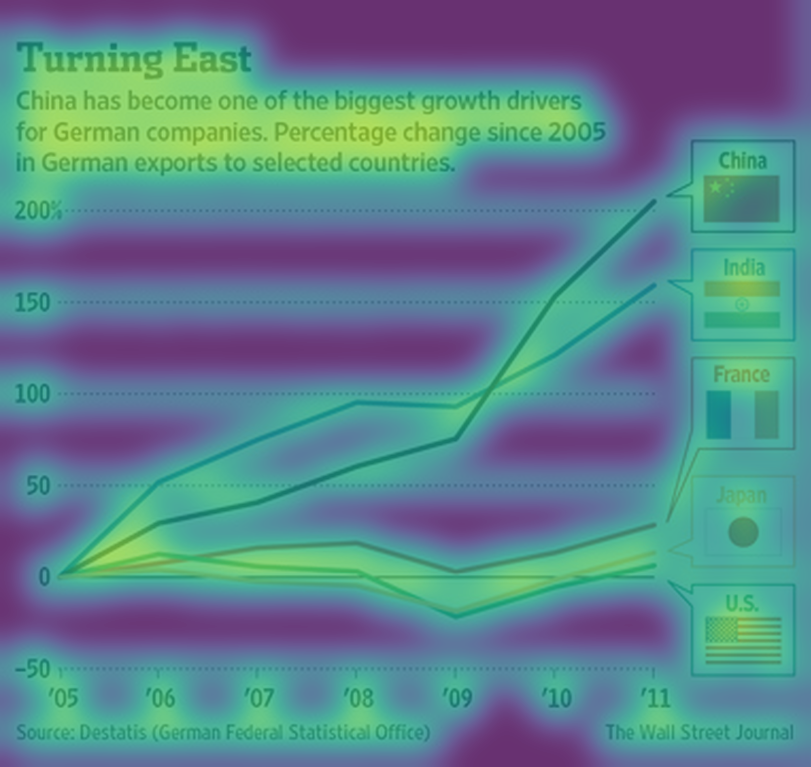 Turning East
China has become one of the biggest growth drivers
for German companies. Percentage change since 2005
in German exports to selected countries.
China
200%
India
150
France
100
Japan
50
0
U.S.
–50
'05 '06 '07 '08 '09 '10 '11
Source: Destatis (German Federal Statistical Office) The Wall Street Journal